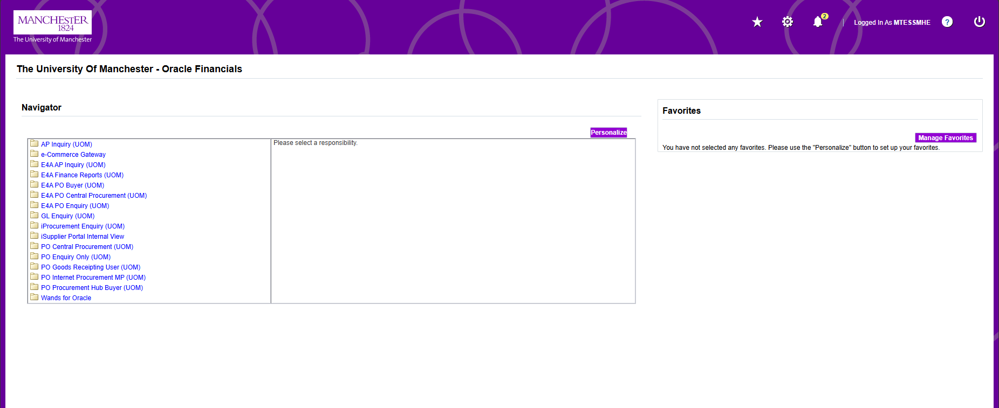 MANCHESTER
1824
The University of Manchester
2
Logged In As MTESSMHE
?
The University Of Manchester - Oracle Financials
Navigator
Personalize
AP Inquiry (UOM)
e-Commerce Gateway
E4A AP Inquiry (UOM)
E4A Finance Reports (UOM)
E4A PO Buyer (UOM)
E4A PO Central Procurement (UOM)
E4A PO Enquiry (UOM)
GL Enquiry (UOM)
iProcurement Enquiry (UOM)
iSupplier Portal Internal View
PO Central Procurement (UOM)
PO Enquiry Only (UOM)
PO Goods Receipting User (UOM)
PO Internet Procurement MP (UOM)
PO Procurement Hub Buyer (UOM)
Wands for Oracle
Please select a responsibility.
Favorites
Manage Favorites
You have not selected any favorites. Please use the "Personalize" button to set up your favorites.